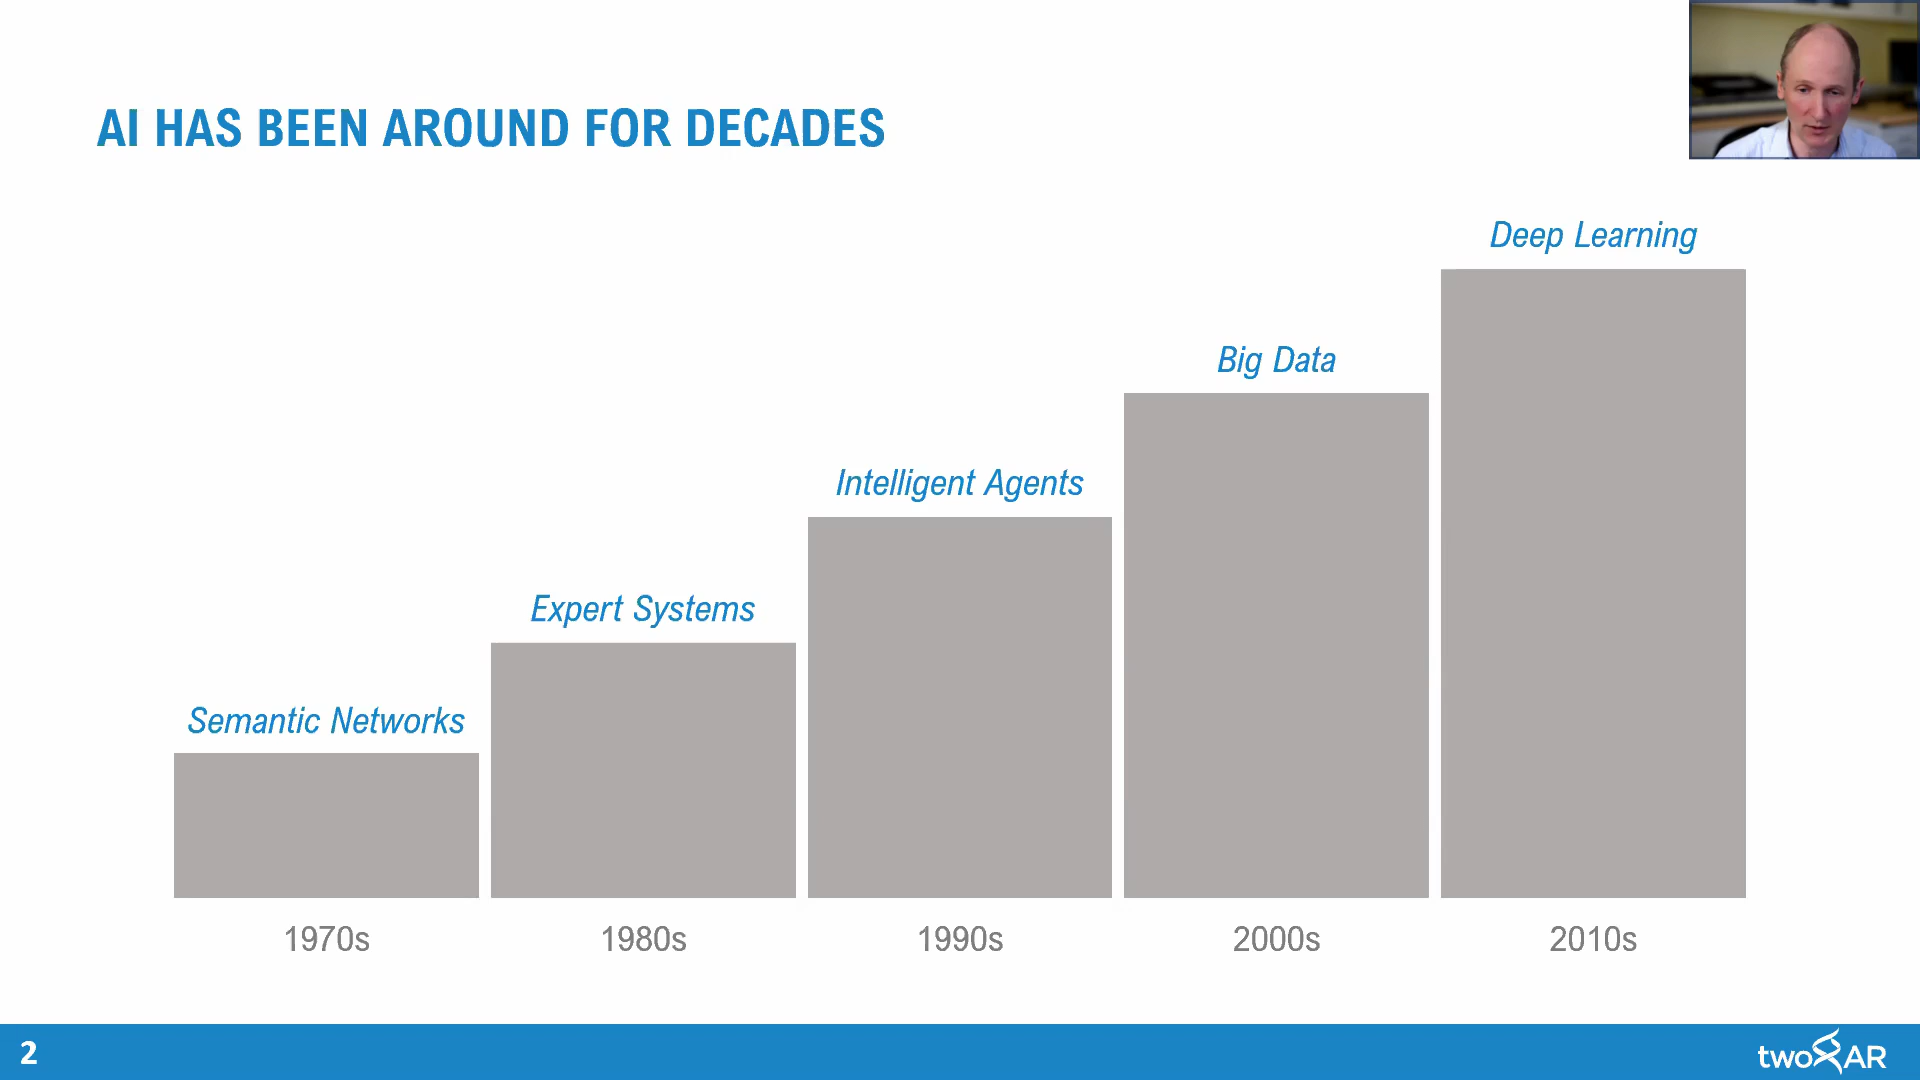 AI HAS BEEN AROUND FOR DECADES
Deep Learning
Big Data
Intelligent Agents
Expert Systems
Semantic Networks
1970s 1980s 1990s 2000s 2010s
2
twoXAR